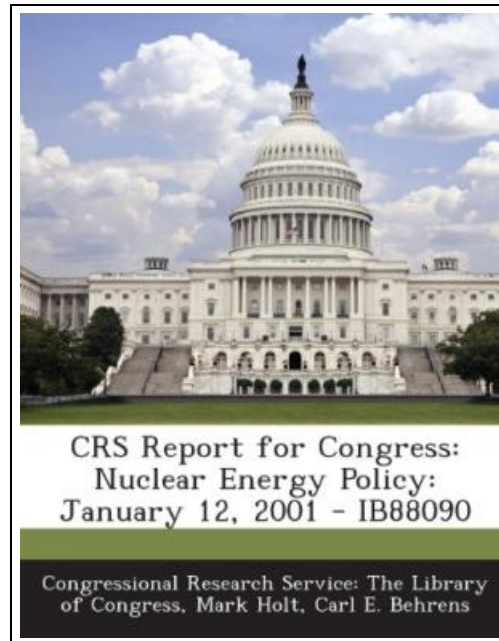 CRS Report for Congress:
Nuclear Energy Policy:
January 12, 2001 - IB88090
Congressional Research Service: The Library
of Congress, Mark Holt, Carl E. Behrens